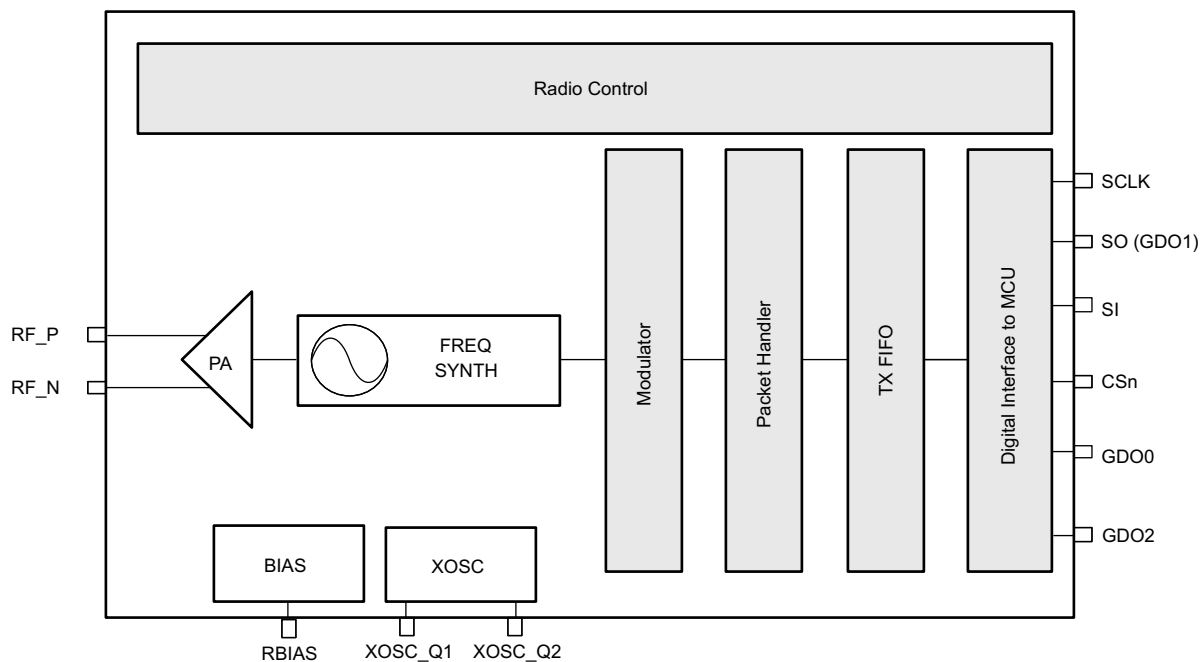 Radio Control
SCLK
SO (GDO1)
SI
CSn
GDO0
GDO2
RF_P
RF_N
PA
FREQ
SYNTH
Modulator
Packet Handler
TX FIFO
Digital Interface to MCU
BIAS
XOSC
RBIAS
XOSC_Q1
XOSC_Q2